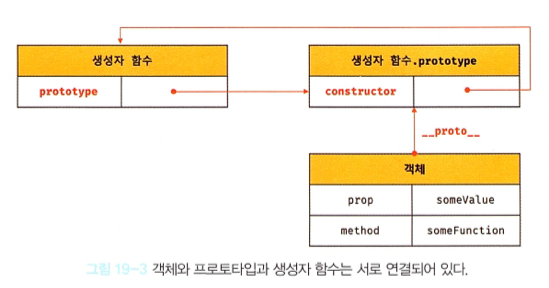 생성자 함수
생성자 함수.prototype
prototype
constructor
__proto__
객체
prop
someValue
method
someFunction
그림 19-3 객체와 프로토타입과 생성자 함수는 서로 연결되어 있다.